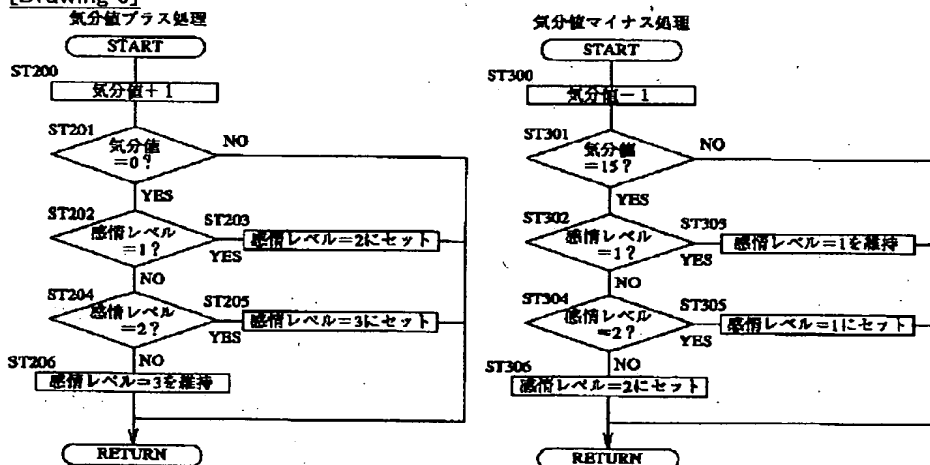 [Drawing 6]
気分値プラス処理
START
ST200
気分値+1
ST201
気分値
=0?
NO
YES
ST202
感情レベル
=1?
ST203
感情レベル=2にセット
YES
NO
ST204
感情レベル
=2?
ST205
感情レベル=3にセット
YES
NO
ST206
感情レベル=3を維持
RETURN
気分値マイナス処理
START
ST300
気分値-1
ST301
気分値
=15?
NO
YES
ST302
感情レベル
=1?
ST303
感情レベル=1を維持
YES
NO
ST304
感情レベル
=2?
ST305
感情レベル=1にセット
YES
NO
ST306
感情レベル=2にセット
RETURN